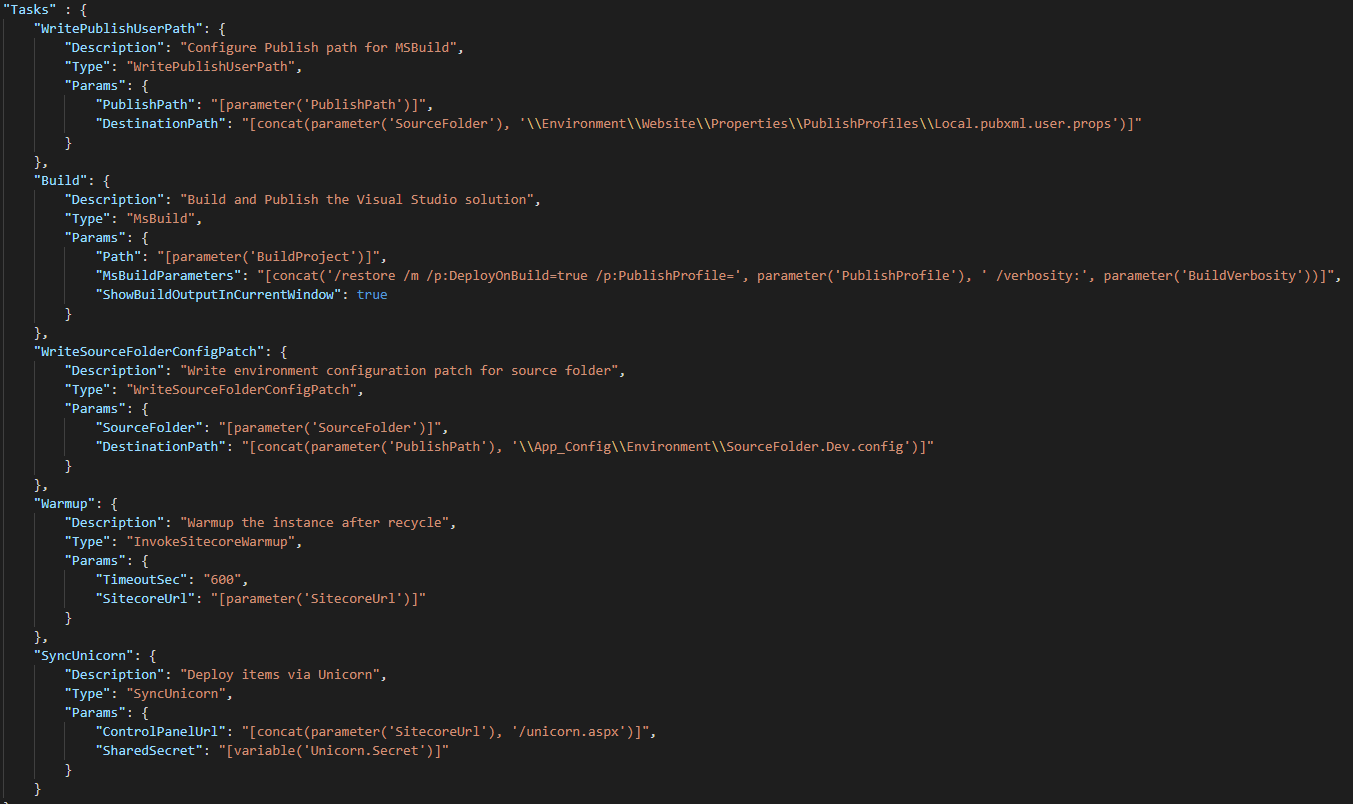 "Tasks" : {
"WritePublishUserPath": {
"Description": "Configure Publish path for MSBuild",
"Type": "WritePublishUserPath",
"Params": {
"PublishPath": "[parameter('PublishPath')]",
"DestinationPath": "[concat(parameter('SourceFolder'), '\\Environment\\Website\\Properties\\PublishProfiles\\Local.pubxml.user.props')]"
}
},
"Build": {
"Description": "Build and Publish the Visual Studio solution",
"Type": "MsBuild",
"Params": {
"Path": "[parameter('BuildProject')]",
"MsBuildParameters": "[concat('/restore /m /p:DeployOnBuild=true /p:PublishProfile=', parameter('PublishProfile'), ' /verbosity:', parameter('BuildVerbosity'))]",
"ShowBuildOutputInCurrentWindow": true
}
},
"WriteSourceFolderConfigPatch": {
"Description": "Write environment configuration patch for source folder",
"Type": "WriteSourceFolderConfigPatch",
"Params": {
"SourceFolder": "[parameter('SourceFolder')]",
"DestinationPath": "[concat(parameter('PublishPath'), '\\App_Config\\Environment\\SourceFolder.Dev.config')]"
}
},
"Warmup": {
"Description": "Warmup the instance after recycle",
"Type": "InvokeSitecoreWarmup",
"Params": {
"TimeoutSec": "600",
"SitecoreUrl": "[parameter('SitecoreUrl')]"
}
},
"SyncUnicorn": {
"Description": "Deploy items via Unicorn",
"Type": "SyncUnicorn",
"Params": {
"ControlPanelUrl": "[concat(parameter('SitecoreUrl'), '/unicorn.aspx')]",
"SharedSecret": "[variable('Unicorn.Secret')]"
}
}